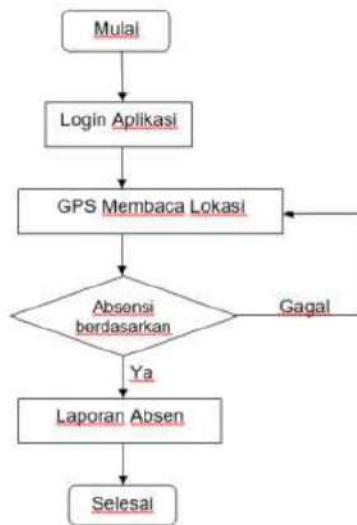 Mulai
Login Aplikasi
GPS Membaca Lokasi
Absensi
berdasarkan
Gagal
Ya
Laporan Absen
Selesai